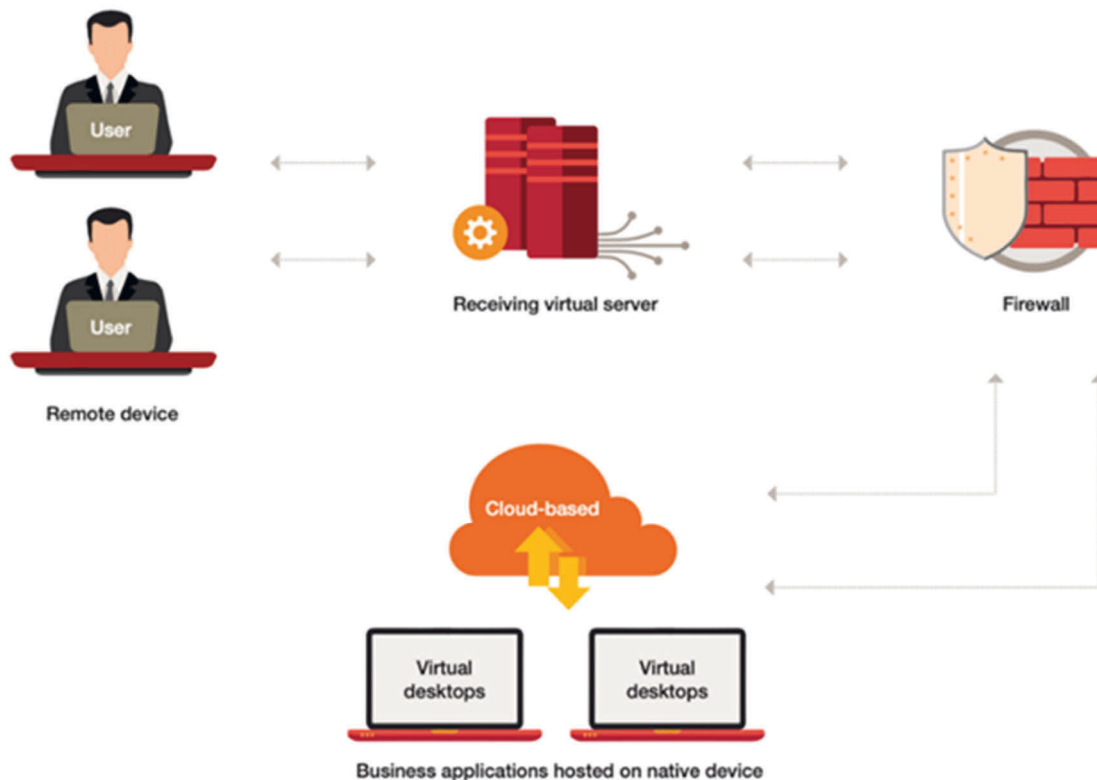 User
User
Remote device
Receiving virtual server
Firewall
Cloud-based
Virtual
desktops
Virtual
desktops
Business applications hosted on native device